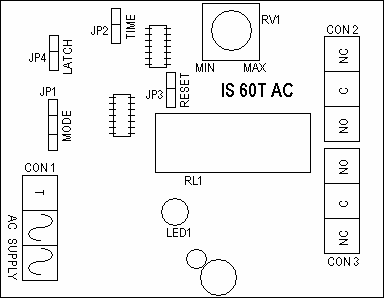 JP2
TIME
RV1
CON 2
JP4
LATCH
MIN
MAX
NC
JP1
MODE
JP3
RESET
IS 60T AC
C
NO
CON 1
RL1
NO
T
C
AC SUPPLY
LED1
NC
CON 3